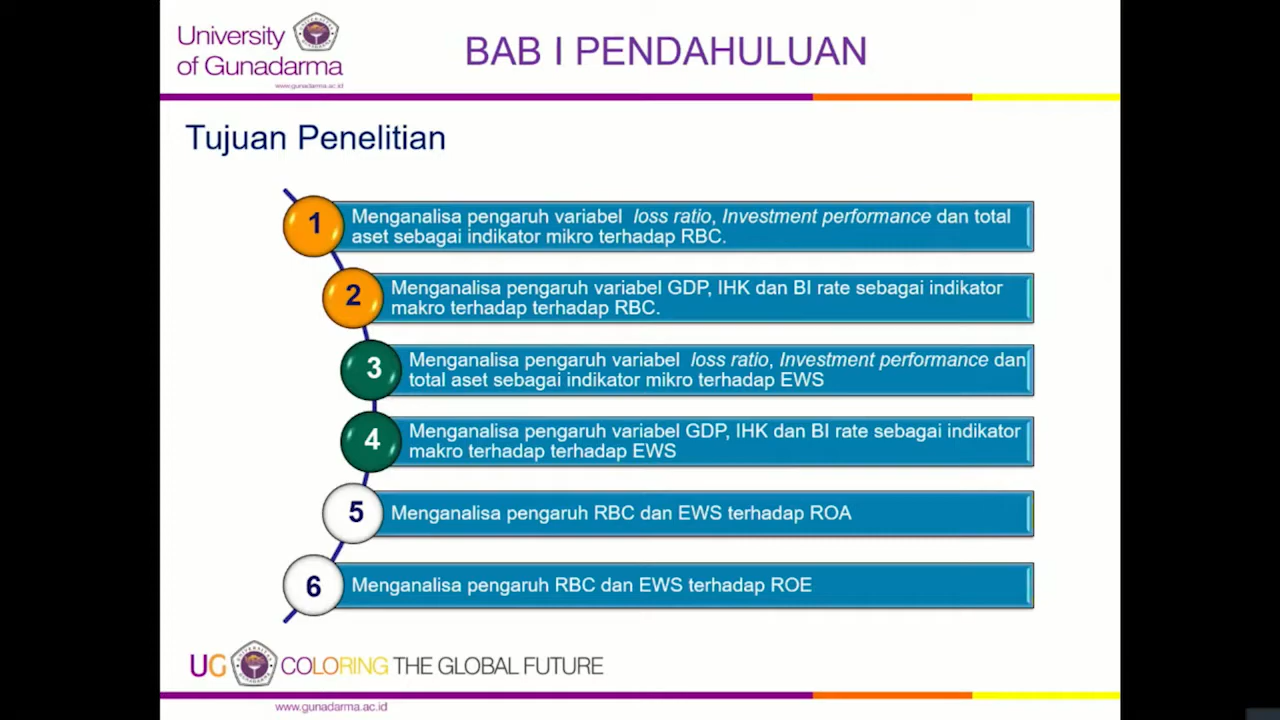 University
of Gunadarma
www.gunadarma.ac.id
BAB I PENDAHULUAN
Tujuan Penelitian
1
Menganalisa pengaruh variabel loss ratio, Investment performance dan total
aset sebagai indikator mikro terhadap RBC.
2
Menganalisa pengaruh variabel GDP, IHK dan BI rate sebagai indikator
makro terhadap terhadap RBC.
3
Menganalisa pengaruh variabel loss ratio, Investment performance dan
total aset sebagai indikator mikro terhadap EWS
4
Menganalisa pengaruh variabel GDP, IHK dan BI rate sebagai indikator
makro terhadap terhadap EWS
5
Menganalisa pengaruh RBC dan EWS terhadap ROA
6
Menganalisa pengaruh RBC dan EWS terhadap ROE
UG COLORING THE GLOBAL FUTURE
www.gunadarma.ac.id